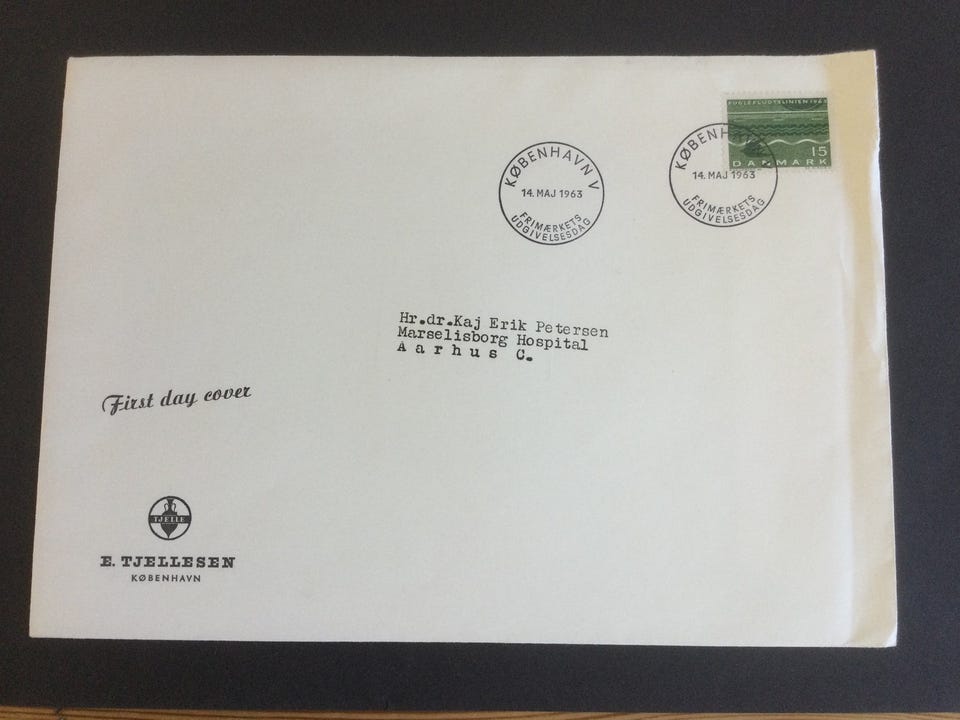 FUGLEFLUGTSLINIEN 1963
15
DANMARK
KØBENHAVN V
14. MAJ 1963
FRIMÆRKETS
UDGIVELSESDAG
KØBENHAVN V
14. MAJ 1963
FRIMÆRKETS
UDGIVELSESDAG
Hr.dr.Kaj Erik Petersen
Marselisborg Hospital
Aarhus C.
First day cover
TJELLE
E. TJELLESEN
KØBENHAVN